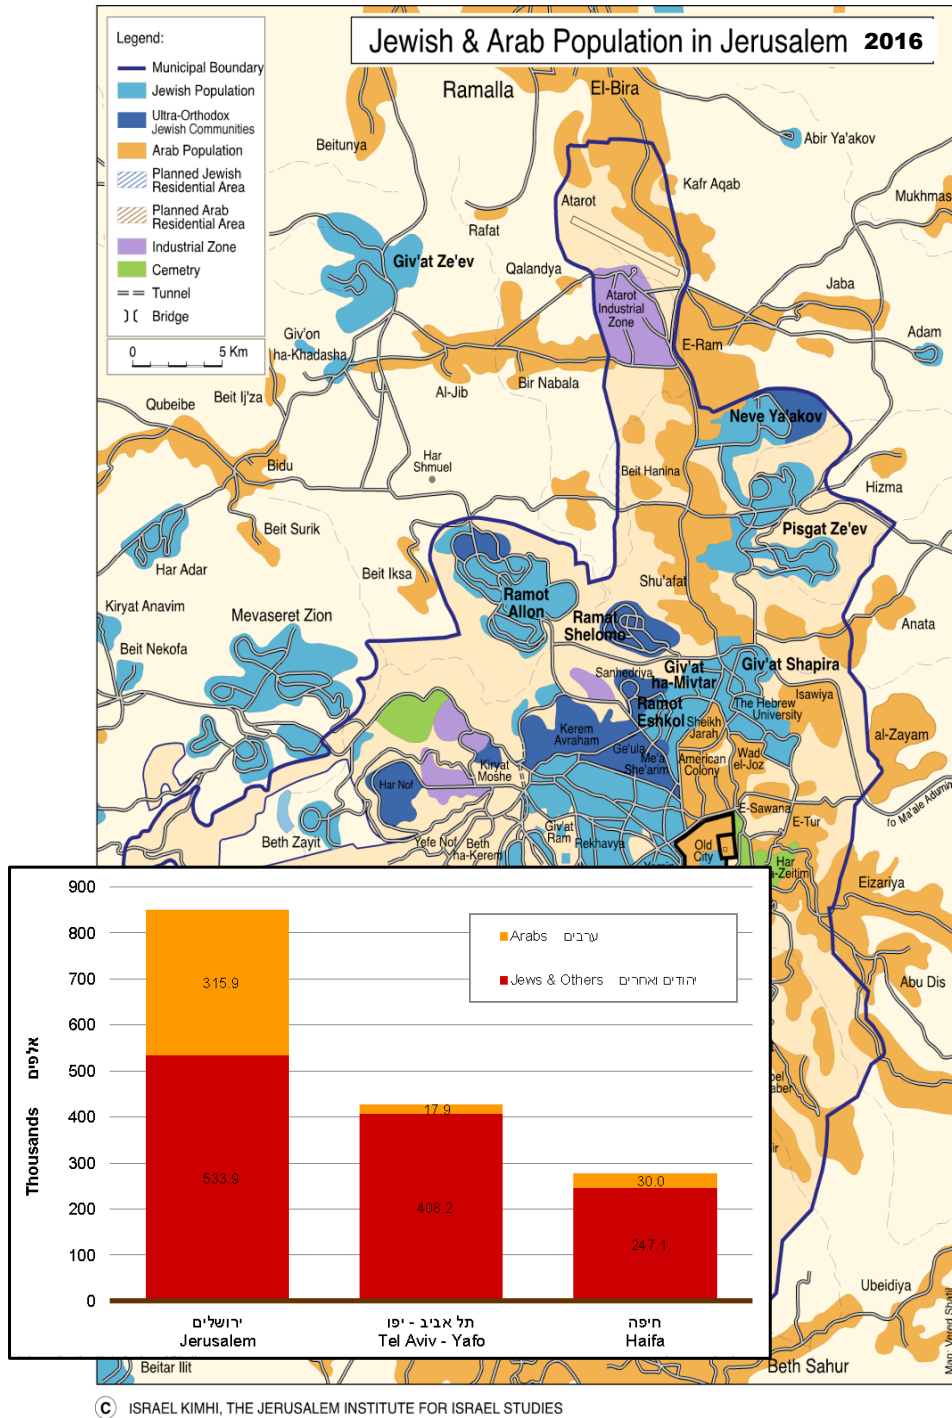 Jewish & Arab Population in Jerusalem 2016
Legend:
Municipal Boundary
Jewish Population
Ultra-Orthodox
Jewish Communities
Arab Population
Planned Jewish
Residential Area
Planned Arab
Residential Area
Industrial Zone
Cemetry
Tunnel
Bridge
0 5 Km
Ramalla
El-Bira
Beitunya
Abir Ya'akov
Kafr Aqab
Mukhmas
Atarot
Rafat
Giv'at Ze'ev
Qalandya
Jaba
Atarot
Industrial
Zone
Giv'on
ha-Khadasha
E-Ram
Adam
Al-Jib
Bir Nabala
Beit Ij'za
Qubeibe
Neve Ya'akov
Har
Shmuel
Bidu
Beit Hanina
Hizma
Beit Surik
Pisgat Ze'ev
Har Adar
Beit Iksa
Shu'afat
Ramot
Allon
Kiryat Anavim
Mevaseret Zion
Ramat
Shelomo
Anata
Beit Nekofa
Sanhedriya
Giv'at
ha-Mivtar
Giv'at Shapira
Isawiya
Ramot
Eshkol
The Hebrew
University
Sheikh
Jarah
Kerem
Avraham
al-Zayam
Ge'ula
Me'a
She'arim
American
Colony
Wad
el-Joz
Kiryat
Moshe
Har Nof
to Ma'ale Adumim
E-Sawana
E-Tur
Beth Zayit
Yefe Nof
Beth
ha-Kerem
Giv'at
Ram
Rekhavya
Old
City
Har
a-Zeitim
Eizariya
Abu Dis
Ubeidiya
Beitar Ilit
Beth Sahur
Map: Vered Shatil
900
800
700
600
500
400
300
200
100
0
Thousands אלפים
Arabs ערבים
Jews & Others יהודים ואחרים
315.9
533.9
17.9
408.2
30.0
247.1
ירושלים
Jerusalem
תל אביב - יפו
Tel Aviv - Yafo
חיפה
Haifa
C ISRAEL KIMHI, THE JERUSALEM INSTITUTE FOR ISRAEL STUDIES